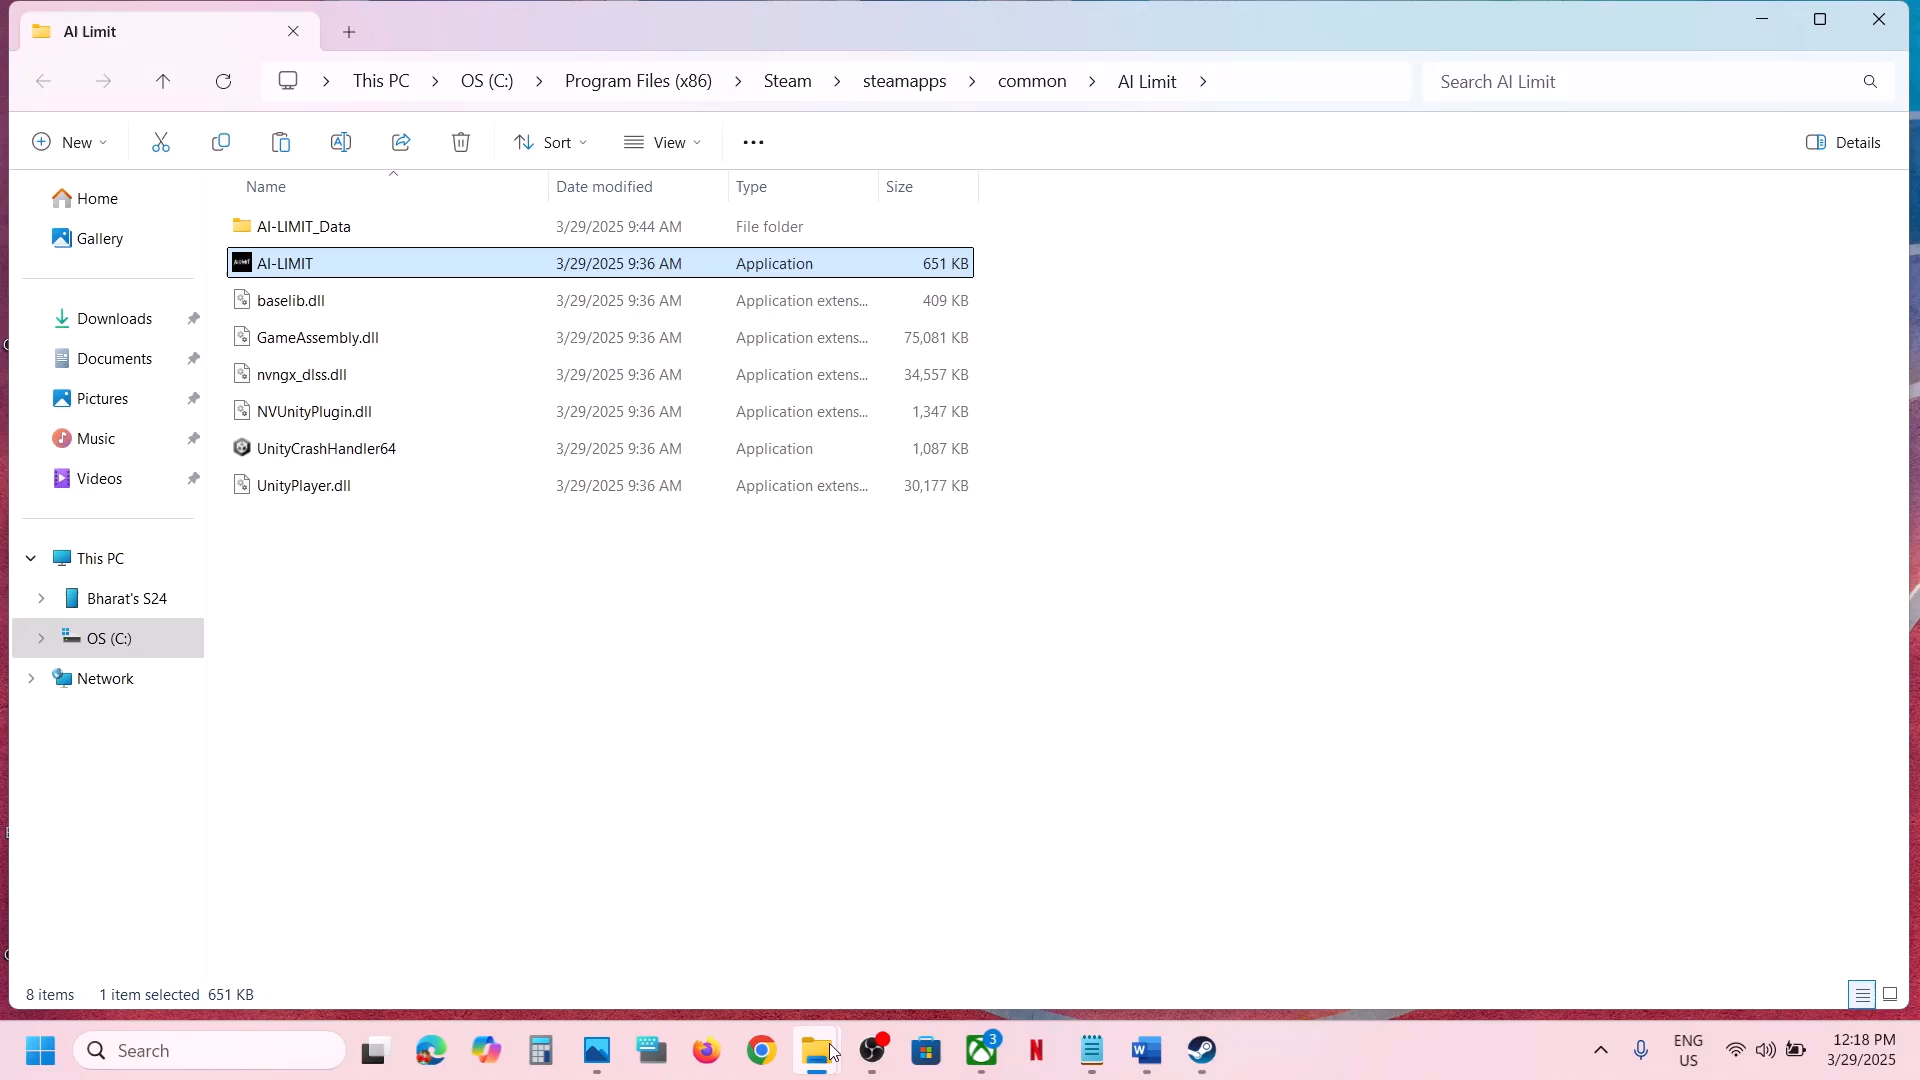 AI Limit
This PC > OS (C:) > Program Files (x86) > Steam > steamapps > common > AI Limit >
Search AI Limit
New
Sort
View
Details
Name Date modified Type Size
AI-LIMIT_Data 3/29/2025 9:44 AM File folder
AI-LIMIT 3/29/2025 9:36 AM Application 651 KB
baselib.dll 3/29/2025 9:36 AM Application extens... 409 KB
GameAssembly.dll 3/29/2025 9:36 AM Application extens... 75,081 KB
nvngx_dlss.dll 3/29/2025 9:36 AM Application extens... 34,557 KB
NVUnityPlugin.dll 3/29/2025 9:36 AM Application extens... 1,347 KB
UnityCrashHandler64 3/29/2025 9:36 AM Application 1,087 KB
UnityPlayer.dll 3/29/2025 9:36 AM Application extens... 30,177 KB
Home
Gallery
Downloads
Documents
Pictures
Music
Videos
This PC
Bharat's S24
OS (C:)
Network
8 items 1 item selected 651 KB
Search
3
ENG
US
12:18 PM
3/29/2025